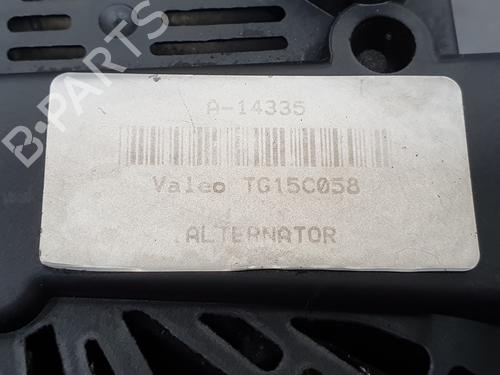 B-PARTS
A-14335
Valeo TG15C058
ALTERNATOR